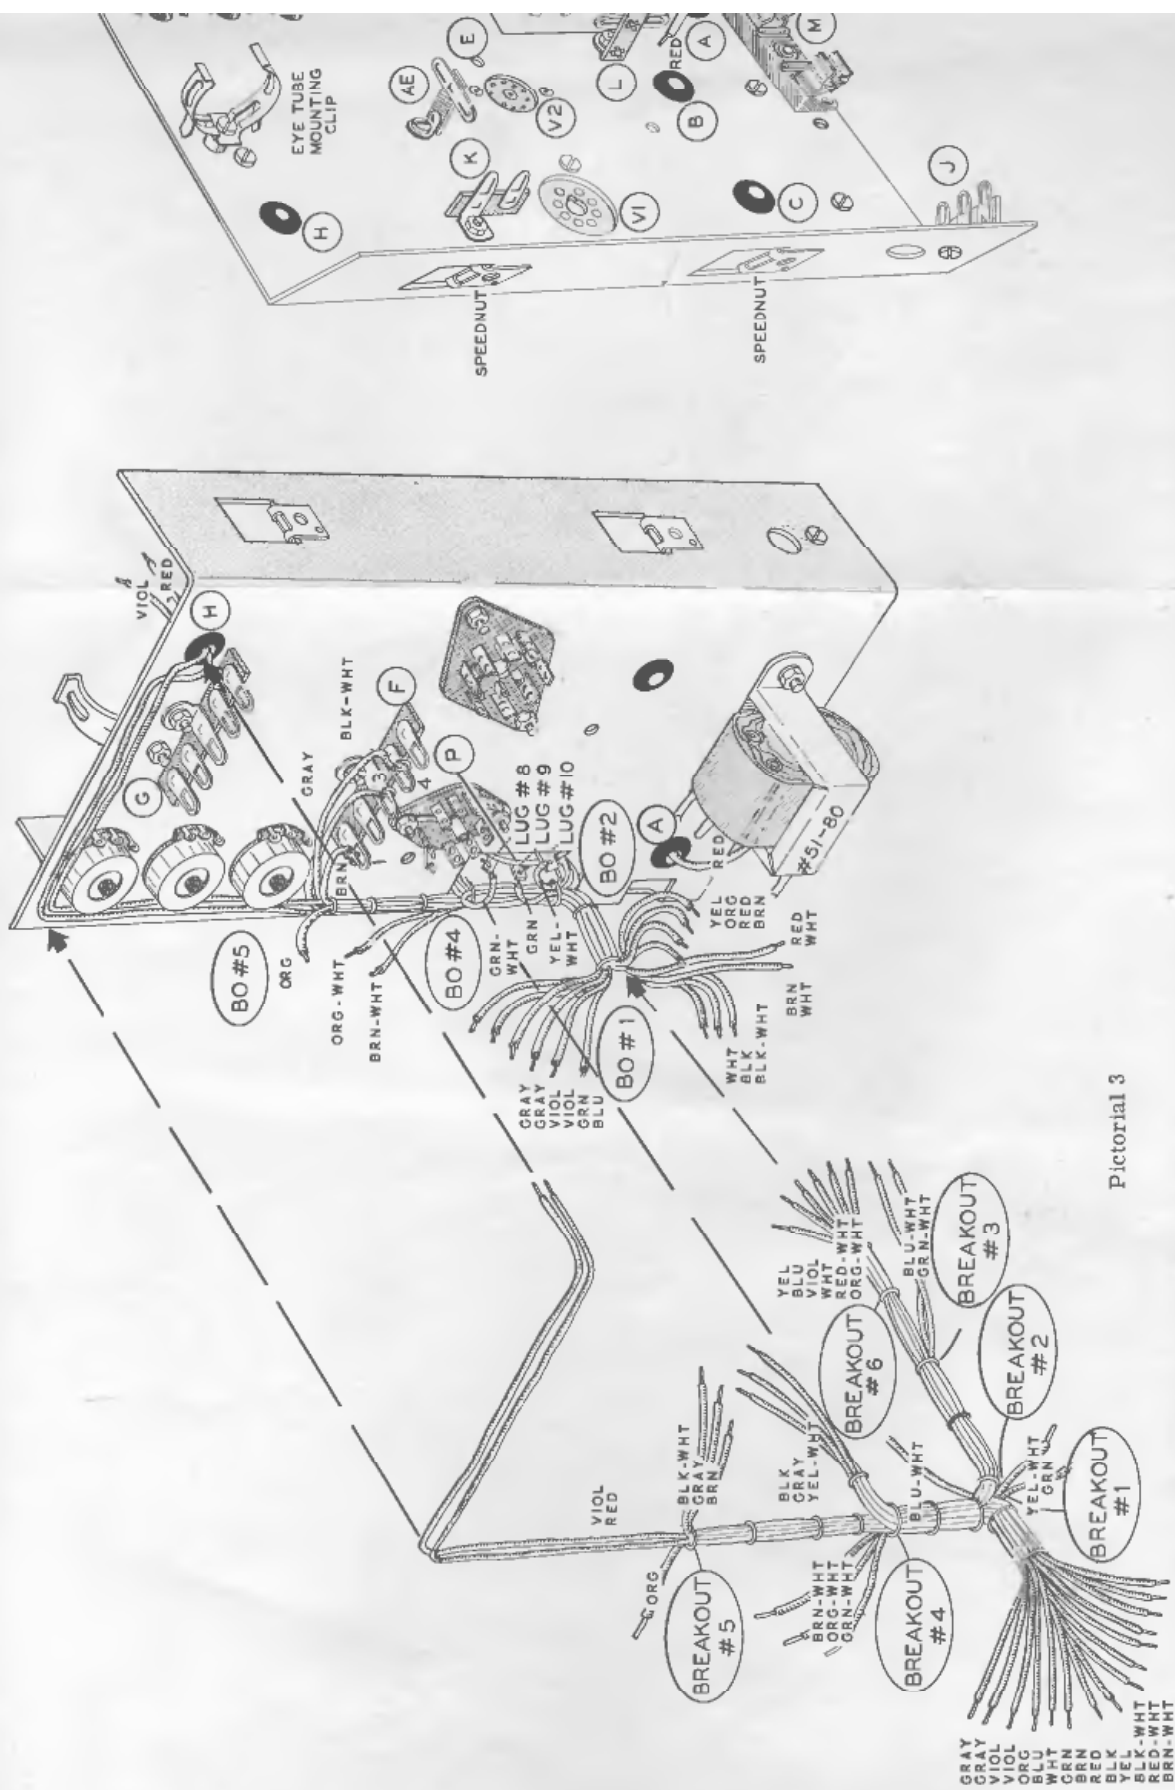 EYE TUBE
MOUNTING
CLIP
H
AE
E
K
V2
V1
L
RED
A
B
M
C
J
SPEEDNUT
SPEEDNUT
VIOL
RED
H
G
GRAY
BLK-WHT
F
3
4
P
BRN
1
LUG #8
LUG #9
LUG #10
BO #5
ORG
ORG-WHT
BRN-WHT
BO #4
GRN-
WHT
GRN
YEL-
WHT
BO #2
A
RED
#51-80
YEL
ORG
RED
BRN
RED
WHT
BRN
WHT
WHT
BLK
BLK-WHT
BO #1
GRAY
GRAY
VIOL
VIOL
GRN
BLU
VIOL
RED
ORG
BREAKOUT
#5
BLK-WHT
GRAY
BRN
BLK
GRAY
YEL-WHT
BRN-WHT
ORG-WHT
GRN-WHT
BREAKOUT
#4
BREAKOUT
#6
YEL
BLU
VIOL
WHT
RED-WHT
ORG-WHT
BLU-WHT
GRN-WHT
BREAKOUT
#3
BLU-WHT
BREAKOUT
#2
YEL-WHT
GRN
BREAKOUT
#1
GRAY
GRAY
VIOL
VIOL
ORG
BLU
WHT
GRN
BRN
RED
BLK
YEL
BLK-WHT
RED-WHT
BRN-WHT
Pictorial 3